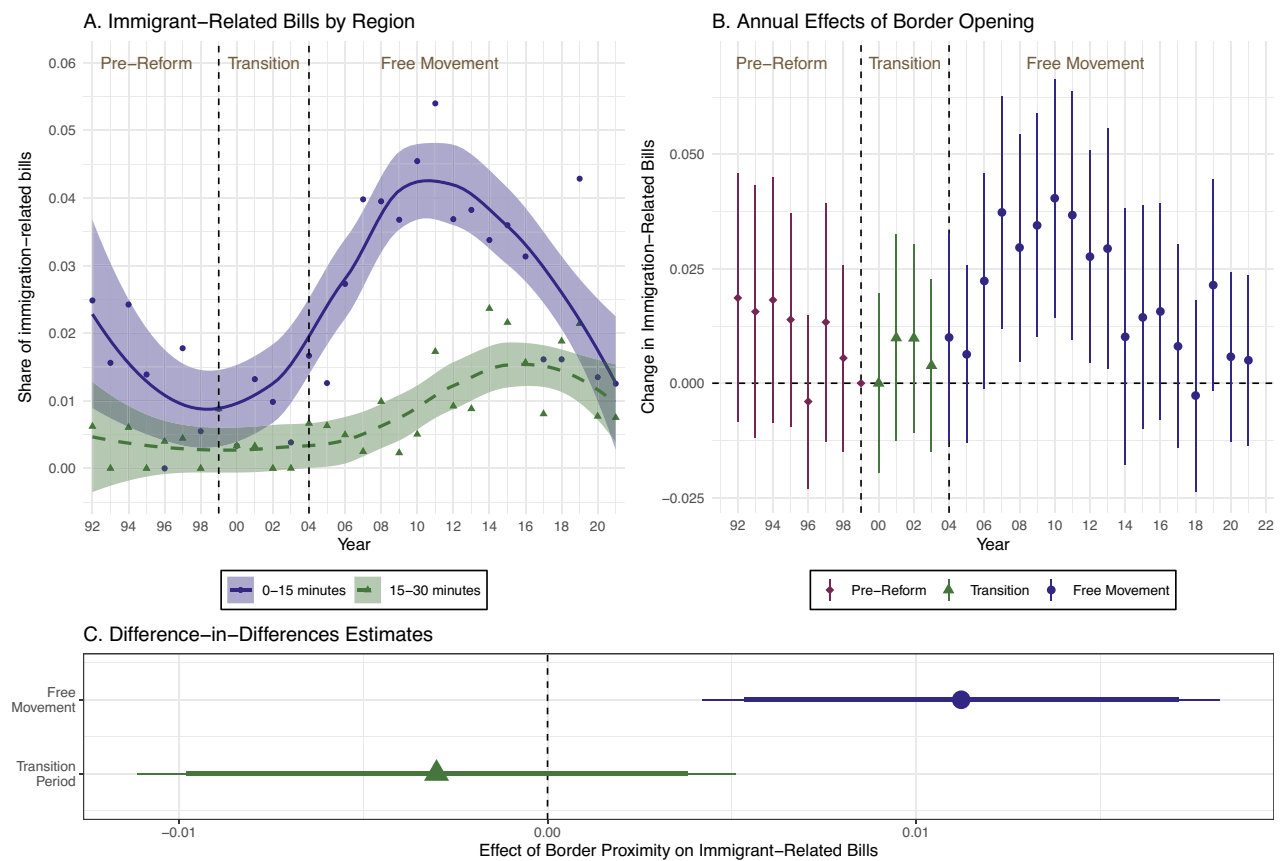 A. Immigrant−Related Bills by Region
Pre−Reform Transition Free Movement
0.06
0.05
0.04
0.03
0.02
0.01
0.00
Share of immigration−related bills
92 94 96 98 00 02 04 06 08 10 12 14 16 18 20
Year
0−15 minutes 15−30 minutes
B. Annual Effects of Border Opening
Pre−Reform Transition Free Movement
0.050
0.025
0.000
−0.025
Change in Immigration−Related Bills
92 94 96 98 00 02 04 06 08 10 12 14 16 18 20 22
Year
Pre−Reform Transition Free Movement
C. Difference−in−Differences Estimates
Free
Movement
Transition
Period
−0.01 0.00 0.01
Effect of Border Proximity on Immigrant−Related Bills